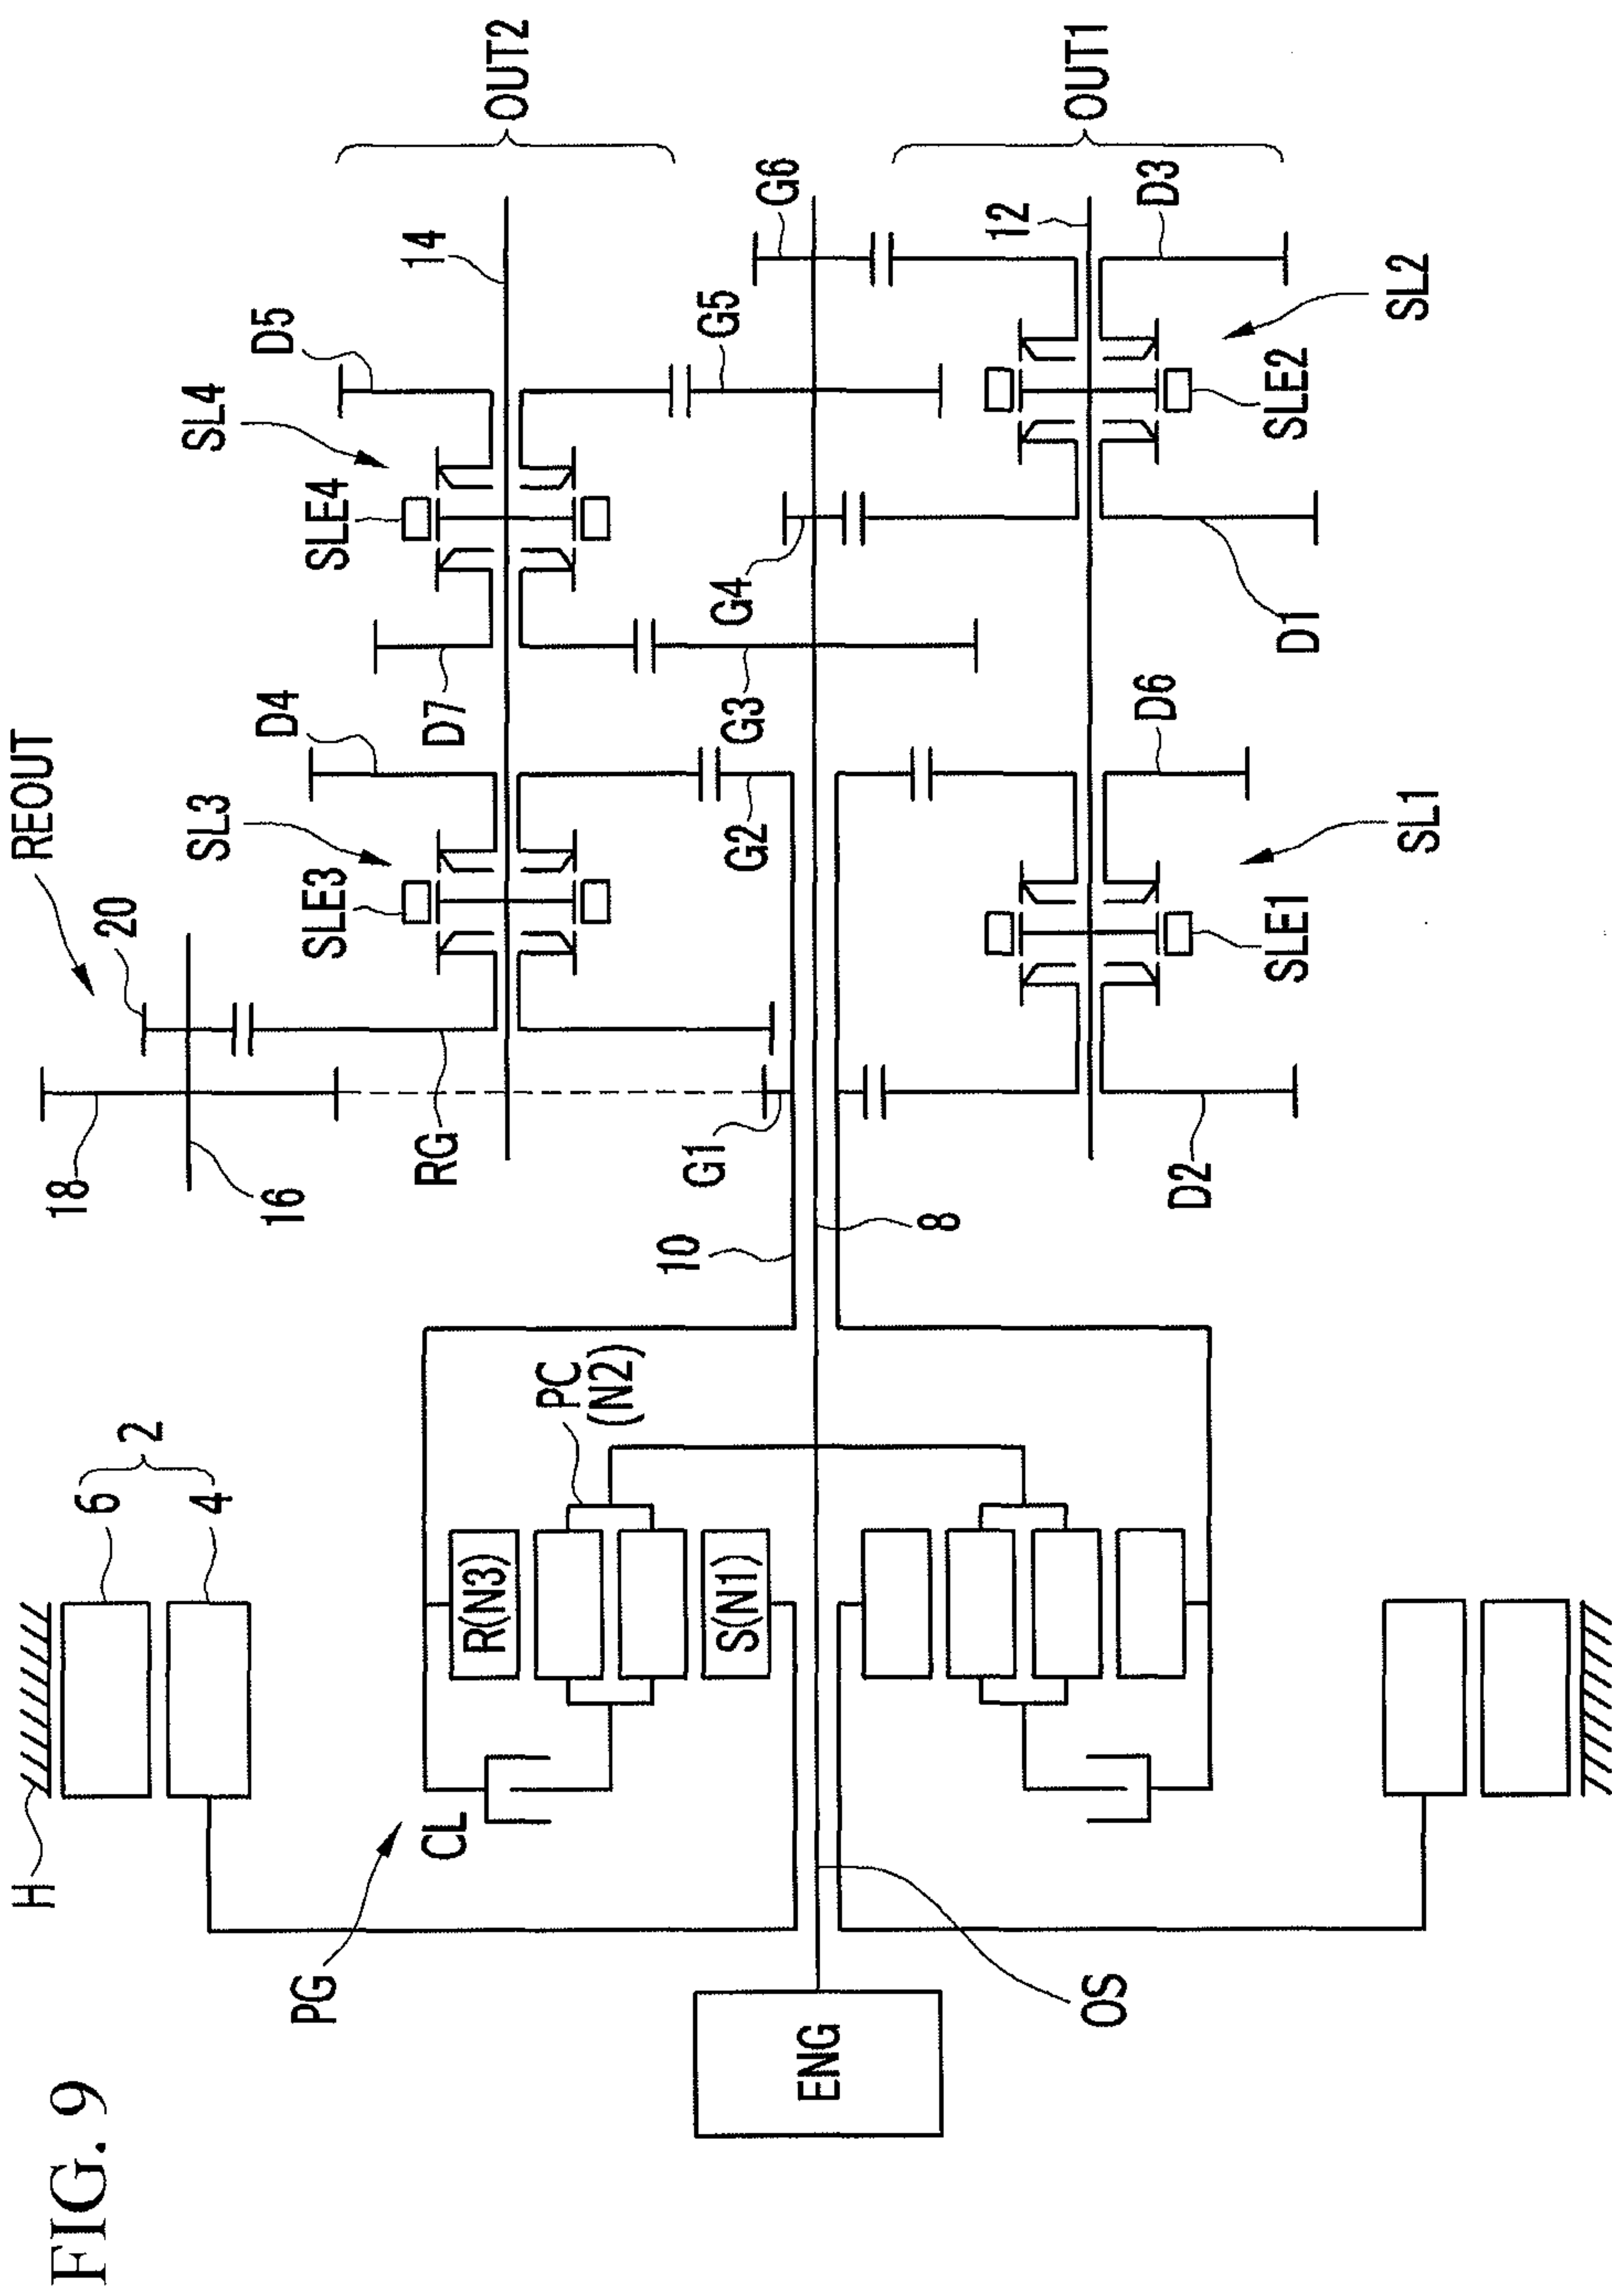 FIG. 9
H
6
4
2
PG
CL
R(N3)
S(N1)
PC
(N2)
ENG
OS
10
8
REOUT
18
16
20
RG
G1
SL3
SLE3
D4
G2
D7
G3
SL4
SLE4
D5
G4
G5
G6
14
OUT2
D2
SL1
SLE1
D6
D1
SL2
SLE2
D3
12
OUT1